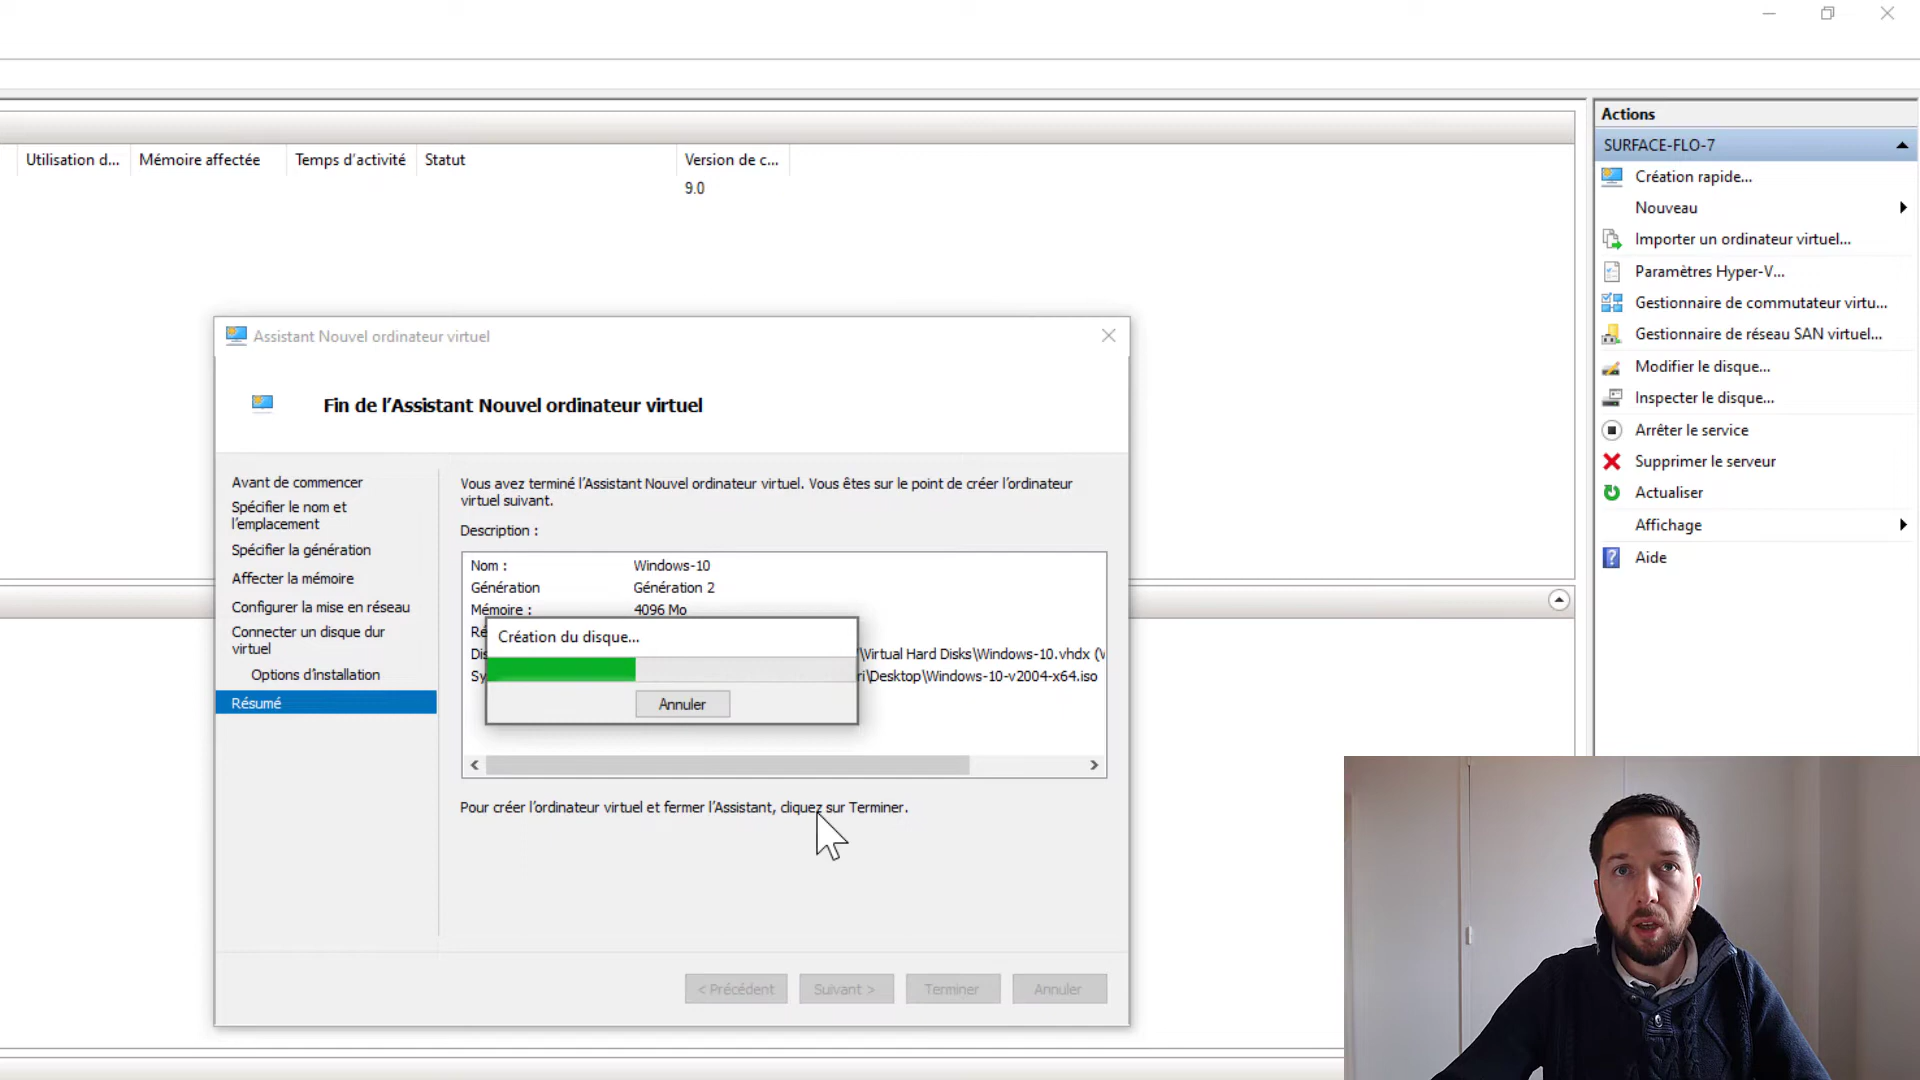 Utilisation d... Mémoire affectée Temps d'activité Statut Version de c...
9.0
Actions
SURFACE-FLO-7
Création rapide...
Nouveau
Importer un ordinateur virtuel...
Paramètres Hyper-V...
Gestionnaire de commutateur virtu...
Gestionnaire de réseau SAN virtuel...
Modifier le disque...
Inspecter le disque...
Arrêter le service
Supprimer le serveur
Actualiser
Affichage
Aide
Assistant Nouvel ordinateur virtuel
Fin de l'Assistant Nouvel ordinateur virtuel
Avant de commencer
Spécifier le nom et
l'emplacement
Spécifier la génération
Affecter la mémoire
Configurer la mise en réseau
Connecter un disque dur
virtuel
Options d'installation
Résumé
Vous avez terminé l'Assistant Nouvel ordinateur virtuel. Vous êtes sur le point de créer l'ordinateur
virtuel suivant.
Description :
Nom : Windows-10
Génération Génération 2
Mémoire : 4096 Mo
Création du disque...
\Virtual Hard Disks\Windows-10.vhdx
\Desktop\Windows-10-v2004-x64.iso
Annuler
Pour créer l'ordinateur virtuel et fermer l'Assistant, cliquez sur Terminer.
< Précédent Suivant > Terminer Annuler